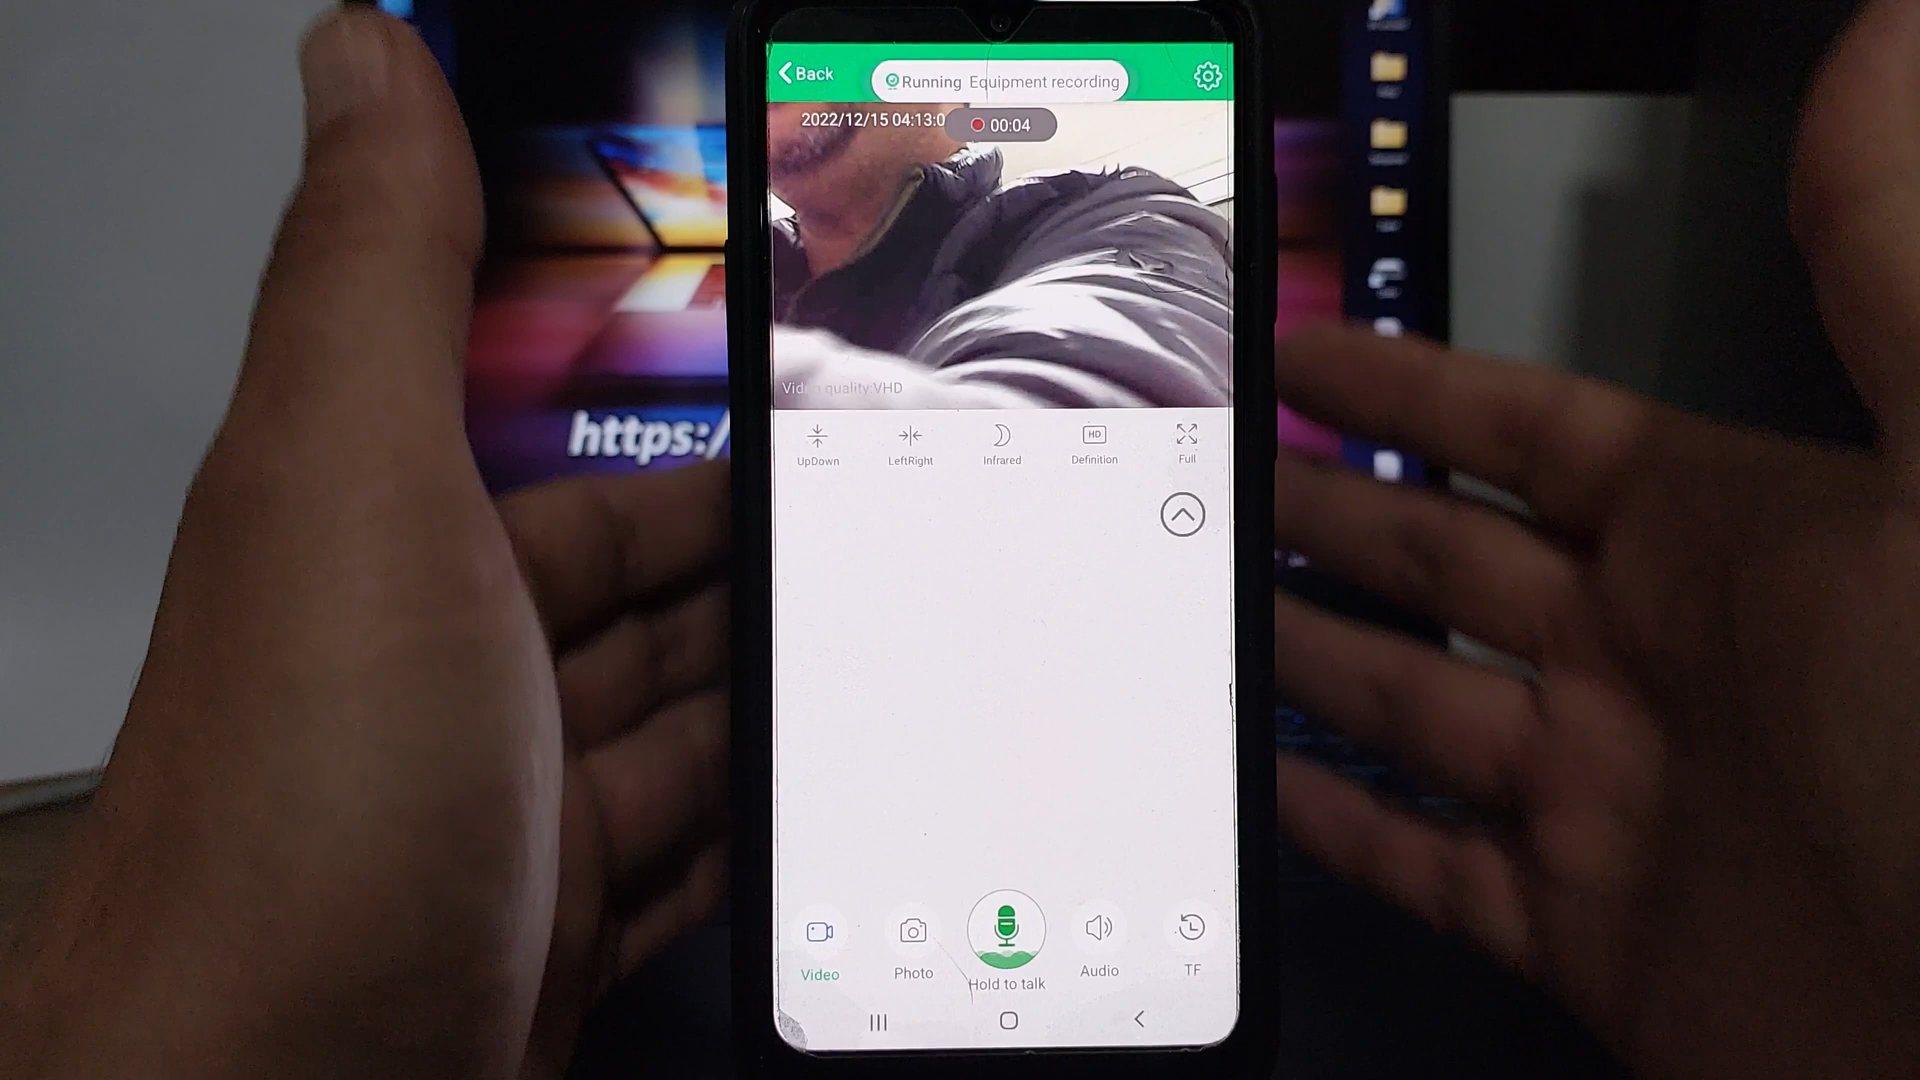 Back
Running Equipment recording
2022/12/15 04:13:0
00:04
Video quality:VHD
https:/
HD
UpDown
LeftRight
Infrared
Definition
Full
Video
Photo
Hold to talk
Audio
TF